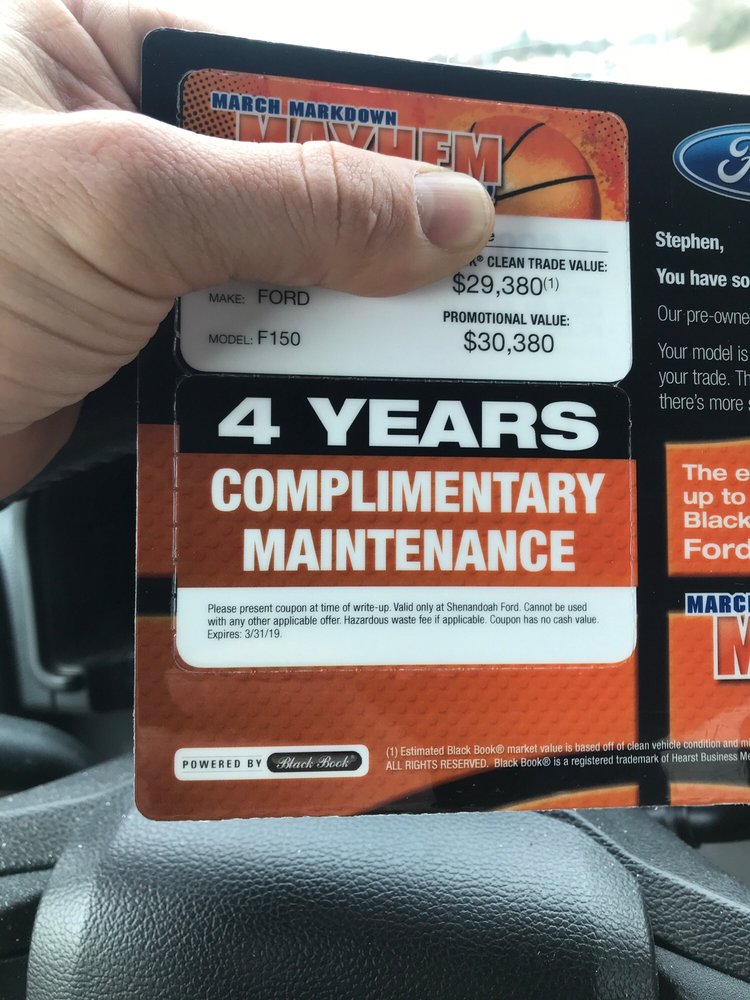 MARCH MARKDOWN
MAYHEM
CLEAN TRADE VALUE:
$29,380(1)
MAKE: FORD
PROMOTIONAL VALUE:
MODEL: F150
$30,380
4 YEARS
COMPLIMENTARY
MAINTENANCE
Please present coupon at time of write-up. Valid only at Shenandoah Ford. Cannot be used
with any other applicable offer. Hazardous waste fee if applicable. Coupon has no cash value.
Expires: 3/31/19.
POWERED BY Black Book®
Stephen,
You have so
Our pre-owne
Your model is
your trade. Th
there's more
The e
up to
Black
Ford
MARC
M
(1) Estimated Black Book® market value is based off of clean vehicle condition and mi
ALL RIGHTS RESERVED. Black Book® is a registered trademark of Hearst Business Me